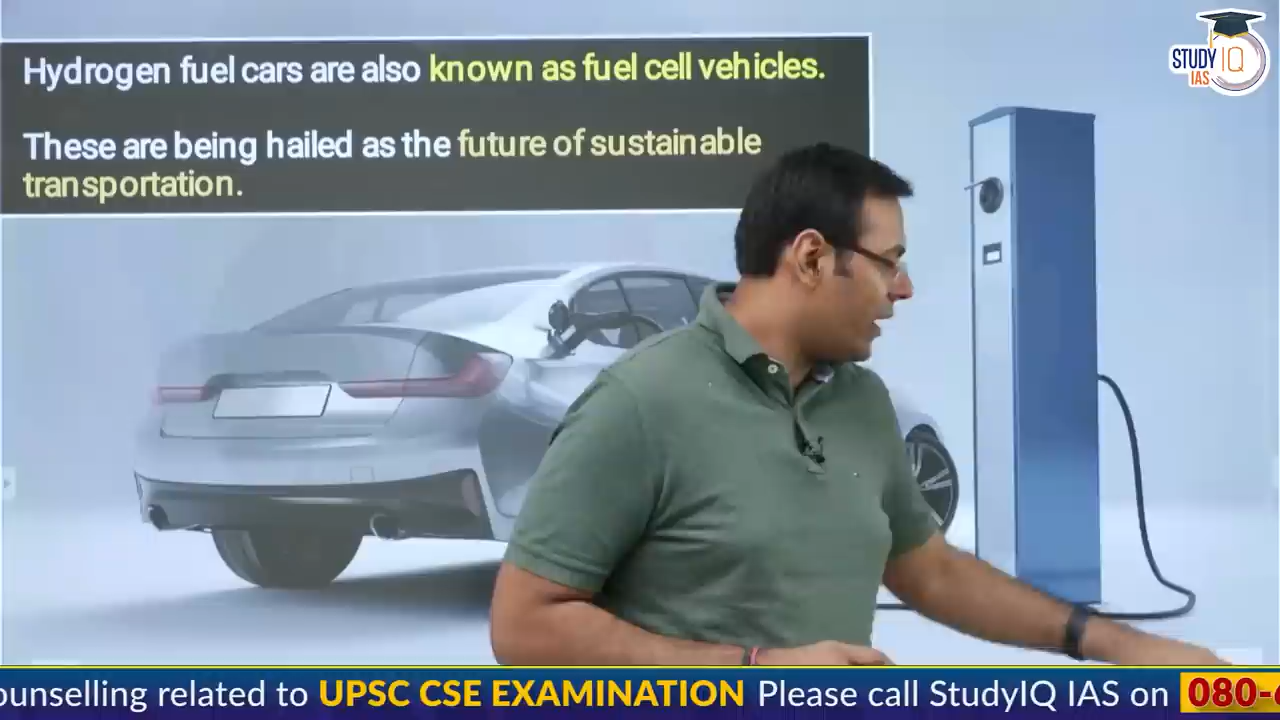 Hydrogen fuel cars are also known as fuel cell vehicles.
These are being hailed as the future of sustainable
transportation.
STUDY IQ
IAS
ounselling related to UPSC CSE EXAMINATION Please call StudyIQ IAS on 080-